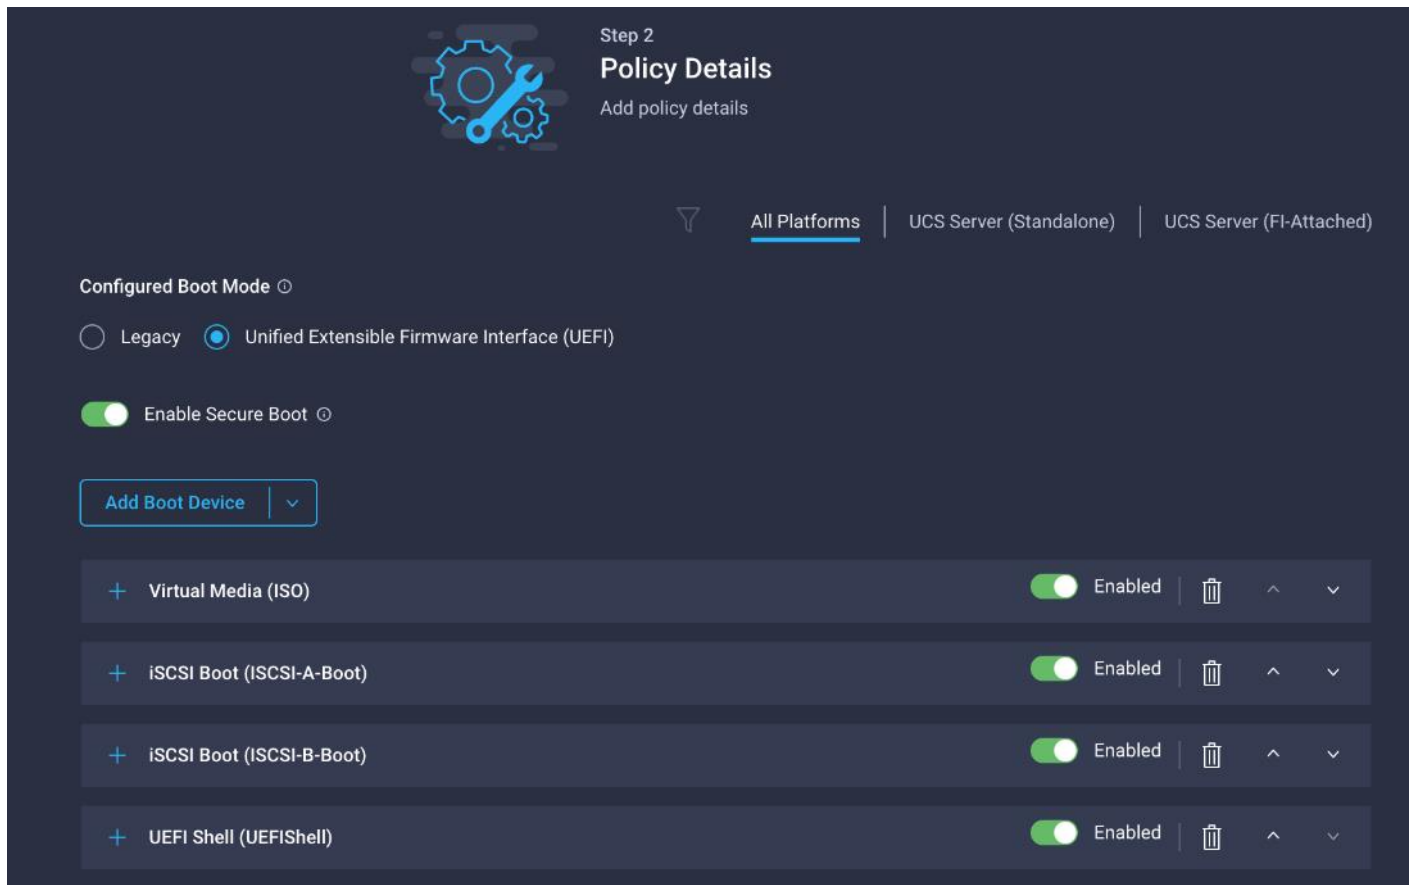 Step 2
Policy Details
Add policy details
All Platforms
UCS Server (Standalone)
UCS Server (FI-Attached)
Configured Boot Mode
Legacy
Unified Extensible Firmware Interface (UEFI)
Enable Secure Boot
Add Boot Device
Virtual Media (ISO)
Enabled
iSCSI Boot (ISCSI-A-Boot)
Enabled
iSCSI Boot (ISCSI-B-Boot)
Enabled
UEFI Shell (UEFIShell)
Enabled